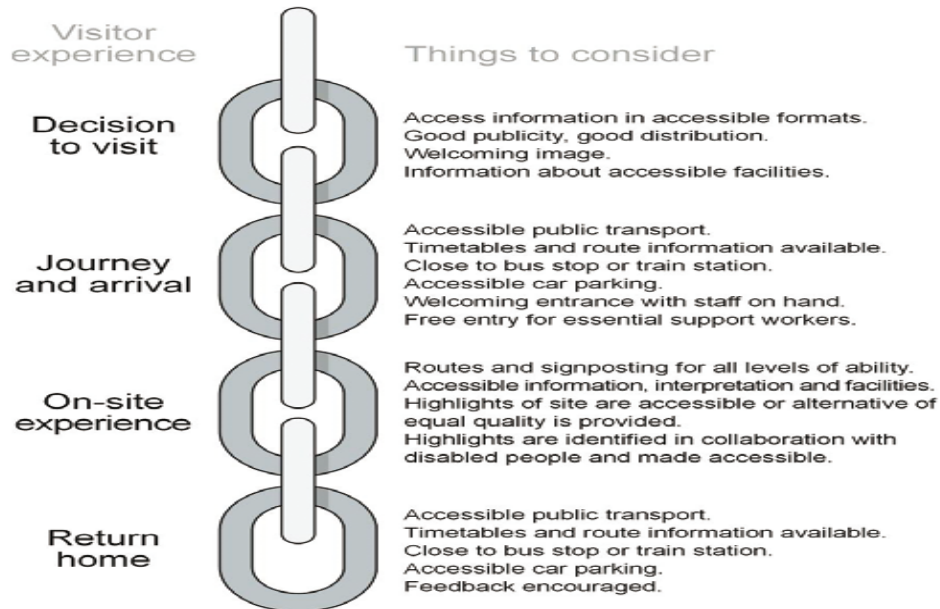 Visitor
experience
Things to consider
Decision
to visit
Access information in accessible formats.
Good publicity, good distribution.
Welcoming image.
Information about accessible facilities.
Journey
and arrival
Accessible public transport.
Timetables and route information available.
Close to bus stop or train station.
Accessible car parking.
Welcoming entrance with staff on hand.
Free entry for essential support workers.
On-site
experience
Routes and signposting for all levels of ability.
Accessible information, interpretation and facilities.
Highlights of site are accessible or alternative of
equal quality is provided.
Highlights are identified in collaboration with
disabled people and made accessible.
Return
home
Accessible public transport.
Timetables and route information available.
Close to bus stop or train station.
Accessible car parking.
Feedback encouraged.